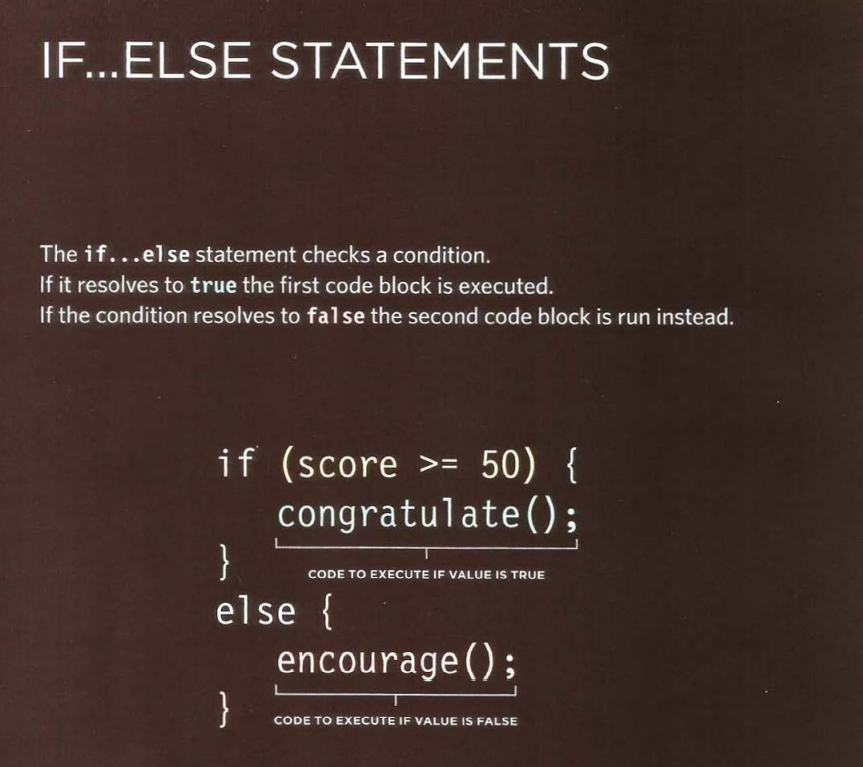 IF...ELSE STATEMENTS
The if...else statement checks a condition.
If it resolves to true the first code block is executed.
If the condition resolves to false the second code block is run instead.
if (score >= 50) {
congratulate();
}
CODE TO EXECUTE IF VALUE IS TRUE
else {
encourage();
}
CODE TO EXECUTE IF VALUE IS FALSE